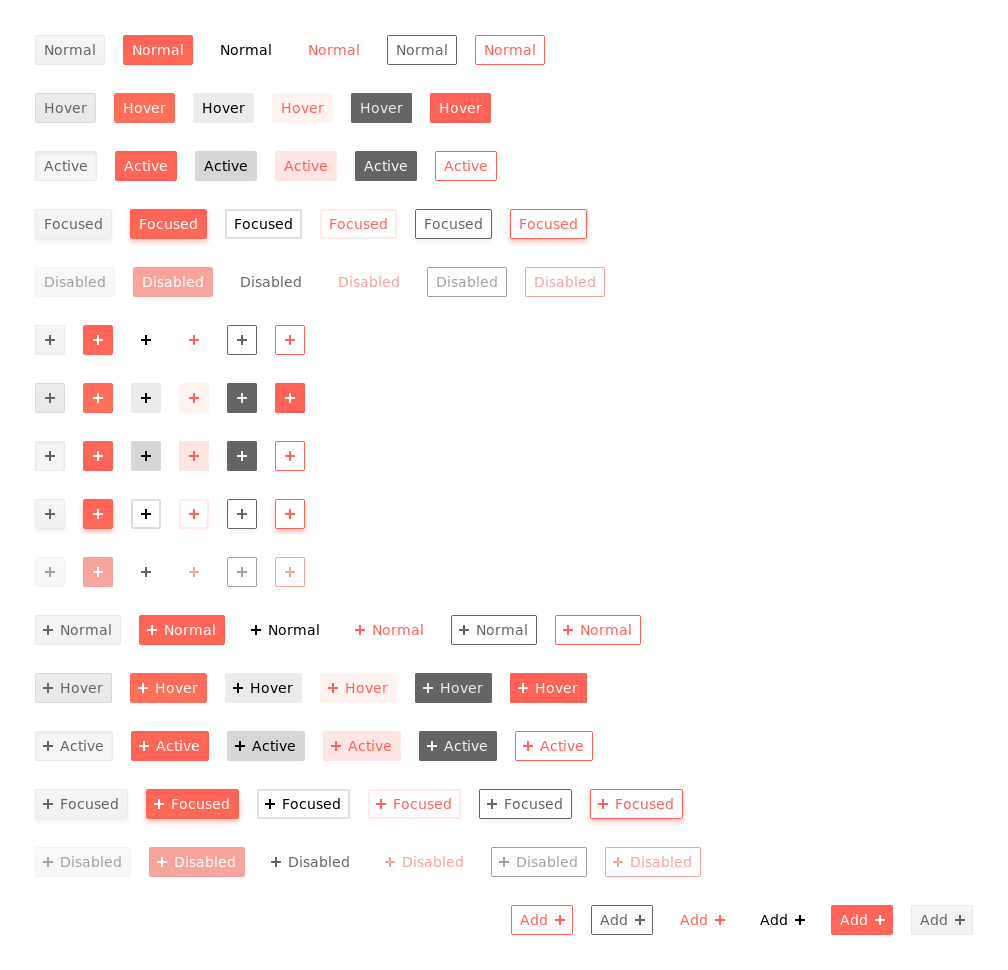 Normal Normal Normal Normal Normal Normal
Hover Hover Hover Hover Hover Hover
Active Active Active Active Active Active
Focused Focused Focused Focused Focused Focused
Disabled Disabled Disabled Disabled Disabled Disabled
+ + + + + +
+ + + + + +
+ + + + + +
+ + + + + +
+ + + + + +
+ Normal + Normal + Normal + Normal + Normal + Normal
+ Hover + Hover + Hover + Hover + Hover + Hover
+ Active + Active + Active + Active + Active + Active
+ Focused + Focused + Focused + Focused + Focused + Focused
+ Disabled + Disabled + Disabled + Disabled + Disabled + Disabled
Add + Add + Add + Add + Add + Add +